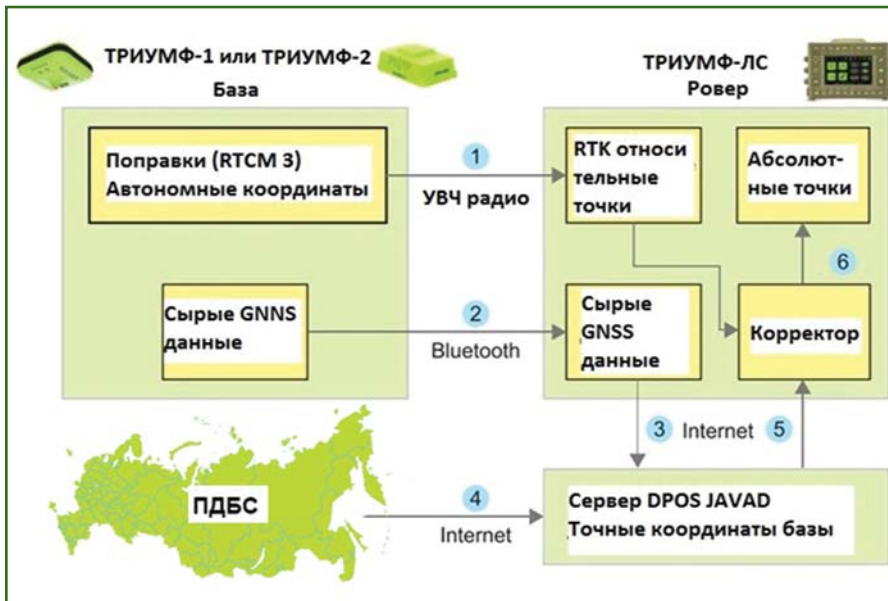 ТРИУМФ-1 или ТРИУМФ-2
База
ТРИУМФ-ЛС
Ровер
Поправки (RTCM 3)
Автономные координаты
1
УВЧ радио
RTK относи
тельные
точки
Абсолют-
ные точки
6
Сырые GNNS
данные
2
Bluetooth
Сырые
GNSS
данные
Корректор
3 Internet 5
ПДБС
4
Internet
Сервер DPOS JAVAD
Точные координаты базы